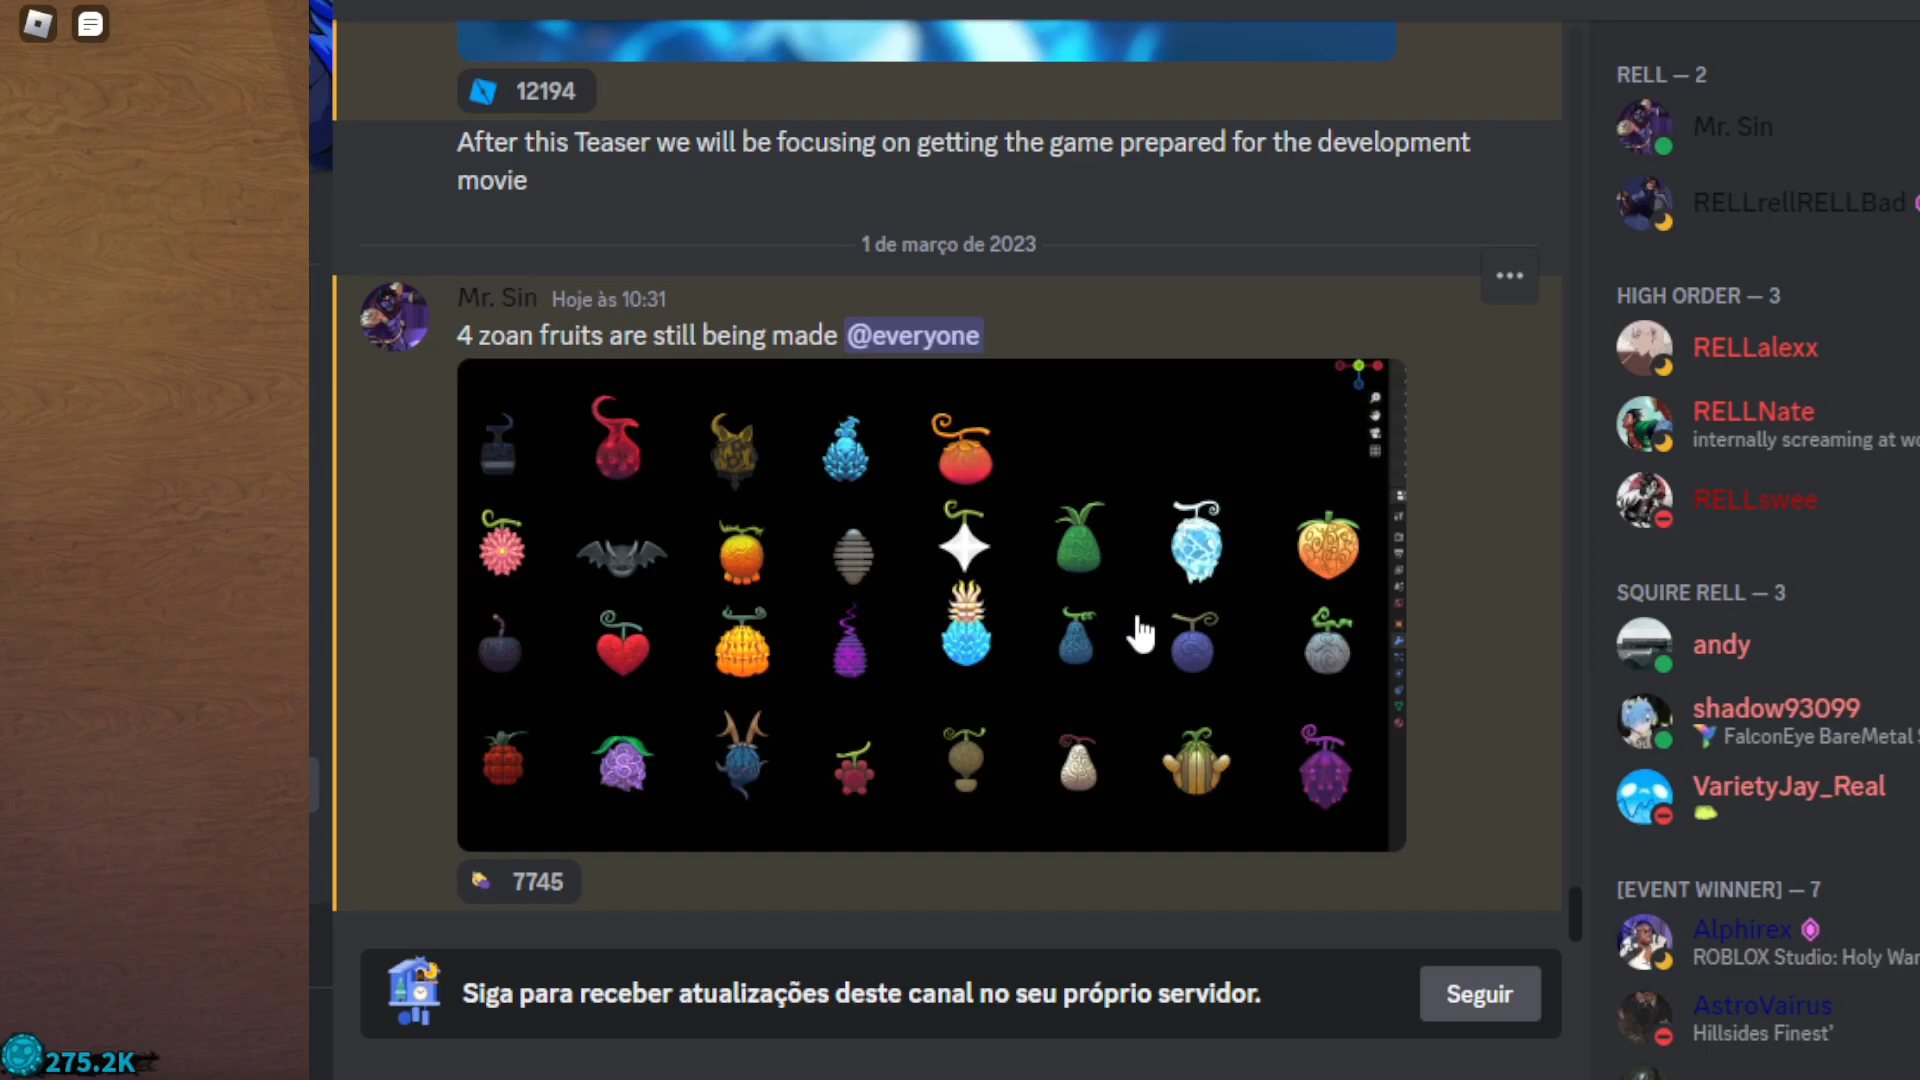 12194
After this Teaser we will be focusing on getting the game prepared for the development
movie
1 de março de 2023
Mr. Sin Hoje às 10:31
4 zoan fruits are still being made @everyone
7745
Siga para receber atualizações deste canal no seu próprio servidor.
Seguir
275.2K
RELL — 2
Mr. Sin
RELLrellRELLBad
HIGH ORDER — 3
RELLalexx
RELLNate
internally screaming at
RELLswee
SQUIRE RELL — 3
andy
shadow93099
FalconEye BareMetal
VarietyJay_Real
[EVENT WINNER] — 7
Alphirex
ROBLOX Studio: Holy War
AstroVairus
Hillsides Finest'